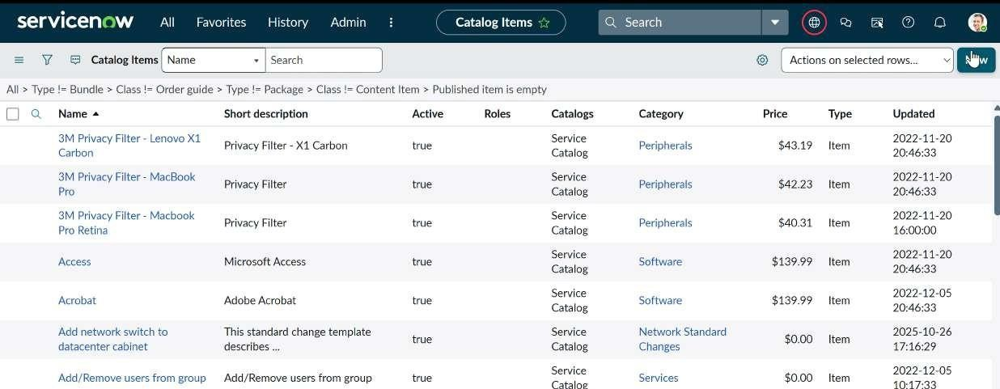 servicenow All Favorites History Admin Catalog Items Search
Catalog Items Name Search Actions on selected rows...
All > Type != Bundle > Class != Order guide > Type != Package > Class != Content Item > Published item is empty
Name Short description Active Roles Catalogs Category Price Type Updated
3M Privacy Filter - Lenovo X1 Carbon Privacy Filter - X1 Carbon true Service Catalog Peripherals $43.19 Item 2022-11-20 20:46:33
3M Privacy Filter - MacBook Pro Privacy Filter true Service Catalog Peripherals $42.23 Item 2022-11-20 20:46:33
3M Privacy Filter - Macbook Pro Retina Privacy Filter true Service Catalog Peripherals $40.31 Item 2022-11-20 16:00:00
Access Microsoft Access true Service Catalog Software $139.99 Item 2022-11-20 20:46:33
Acrobat Adobe Acrobat true Service Catalog Software $139.99 Item 2022-12-05 20:46:33
Add network switch to datacenter cabinet This standard change template describes ... true Service Catalog Network Standard Changes $0.00 Item 2025-10-26 17:16:29
Add/Remove users from group Add/Remove users from group true Service Catalog Services $0.00 Item 2022-12-05 10:17:33